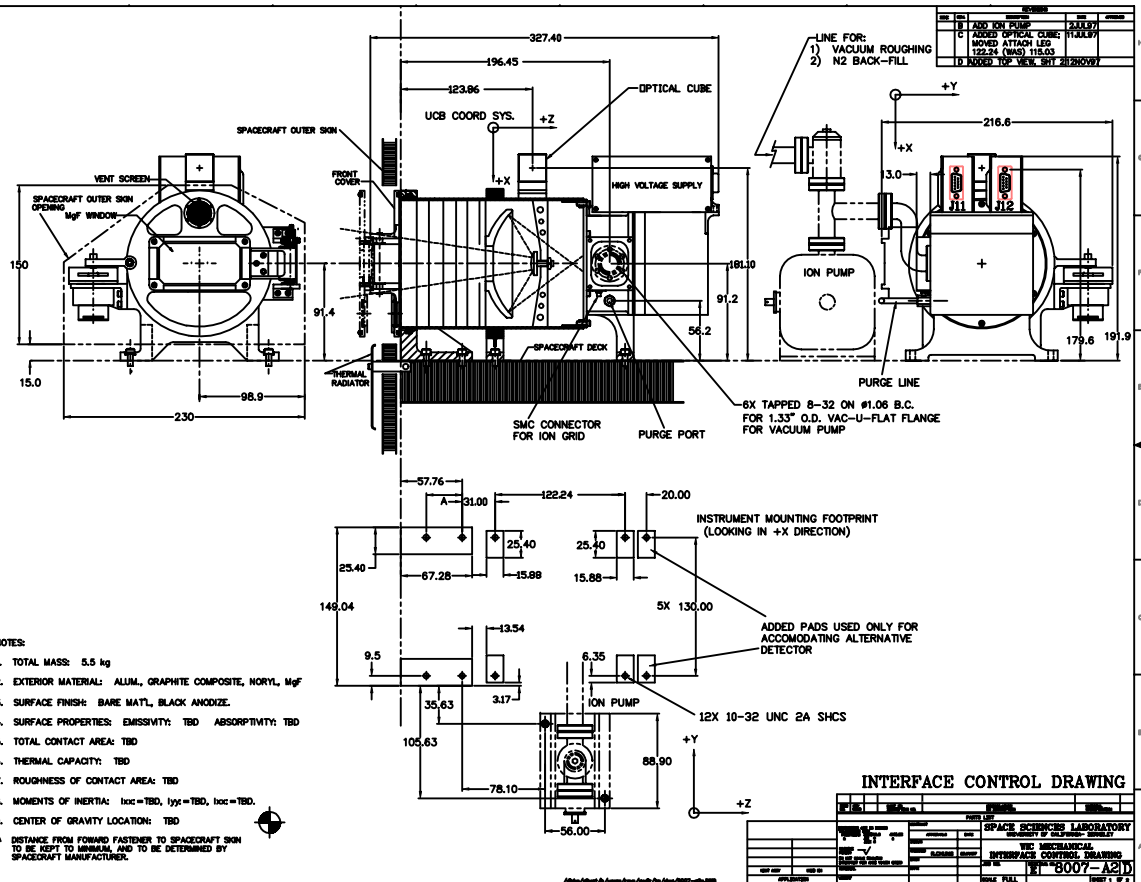 REVISIONS
B ADD ION PUMP 2JUL97
C ADDED OPTICAL CUBE; 11JUL97
MOVED ATTACH LEG
122.24 (WAS) 115.03
D ADDED TOP VIEW, SHT 2 12NOV97
LINE FOR:
1) VACUUM ROUGHING
2) N2 BACK-FILL
327.40
196.45
123.86
OPTICAL CUBE
UCB COORD SYS.
+Z
+X
SPACECRAFT OUTER SKIN
FRONT
COVER
HIGH VOLTAGE SUPPLY
VENT SCREEN
SPACECRAFT OUTER SKIN
OPENING
MgF WINDOW
150
15.0
91.4
98.9
230
THERMAL
RADIATOR
SPACECRAFT DECK
181.10
91.2
56.2
SMC CONNECTOR
FOR ION GRID
PURGE PORT
6X TAPPED 8-32 ON ø1.06 B.C.
FOR 1.33" O.D. VAC-U-FLAT FLANGE
FOR VACUUM PUMP
+Y
+X
216.6
13.0
J11
J12
ION PUMP
PURGE LINE
179.6
191.9
57.76
A
31.00
122.24
20.00
INSTRUMENT MOUNTING FOOTPRINT
(LOOKING IN +X DIRECTION)
25.40
25.40
25.40
67.28
15.88
15.88
149.04
5X 130.00
ADDED PADS USED ONLY FOR
ACCOMODATING ALTERNATIVE
DETECTOR
13.54
9.5
6.35
3.17
35.63
ION PUMP
12X 10-32 UNC 2A SHCS
105.63
78.10
88.90
56.00
+Y
+Z
NOTES:
TOTAL MASS: 5.5 kg
EXTERIOR MATERIAL: ALUM., GRAPHITE COMPOSITE, NORYL, MgF
SURFACE FINISH: BARE MAT'L, BLACK ANODIZE.
SURFACE PROPERTIES: EMISSIVITY: TBD ABSORPTIVITY: TBD
TOTAL CONTACT AREA: TBD
THERMAL CAPACITY: TBD
ROUGHNESS OF CONTACT AREA: TBD
MOMENTS OF INERTIA: Ixx=TBD, Iyy=TBD, Ixx=TBD.
CENTER OF GRAVITY LOCATION: TBD
DISTANCE FROM FOWARD FASTENER TO SPACECRAFT SKIN
TO BE KEPT TO MINIMUM, AND TO BE DETERMINED BY
SPACECRAFT MANUFACTURER.
INTERFACE CONTROL DRAWING
PARTS LIST
SPACE SCIENCES LABORATORY
UNIVERSITY OF CALIFORNIA- BERKELEY
WIC MECHANICAL
INTERFACE CONTROL DRAWING
E 8007-A2 D
SCALE FULL
APPLICATION